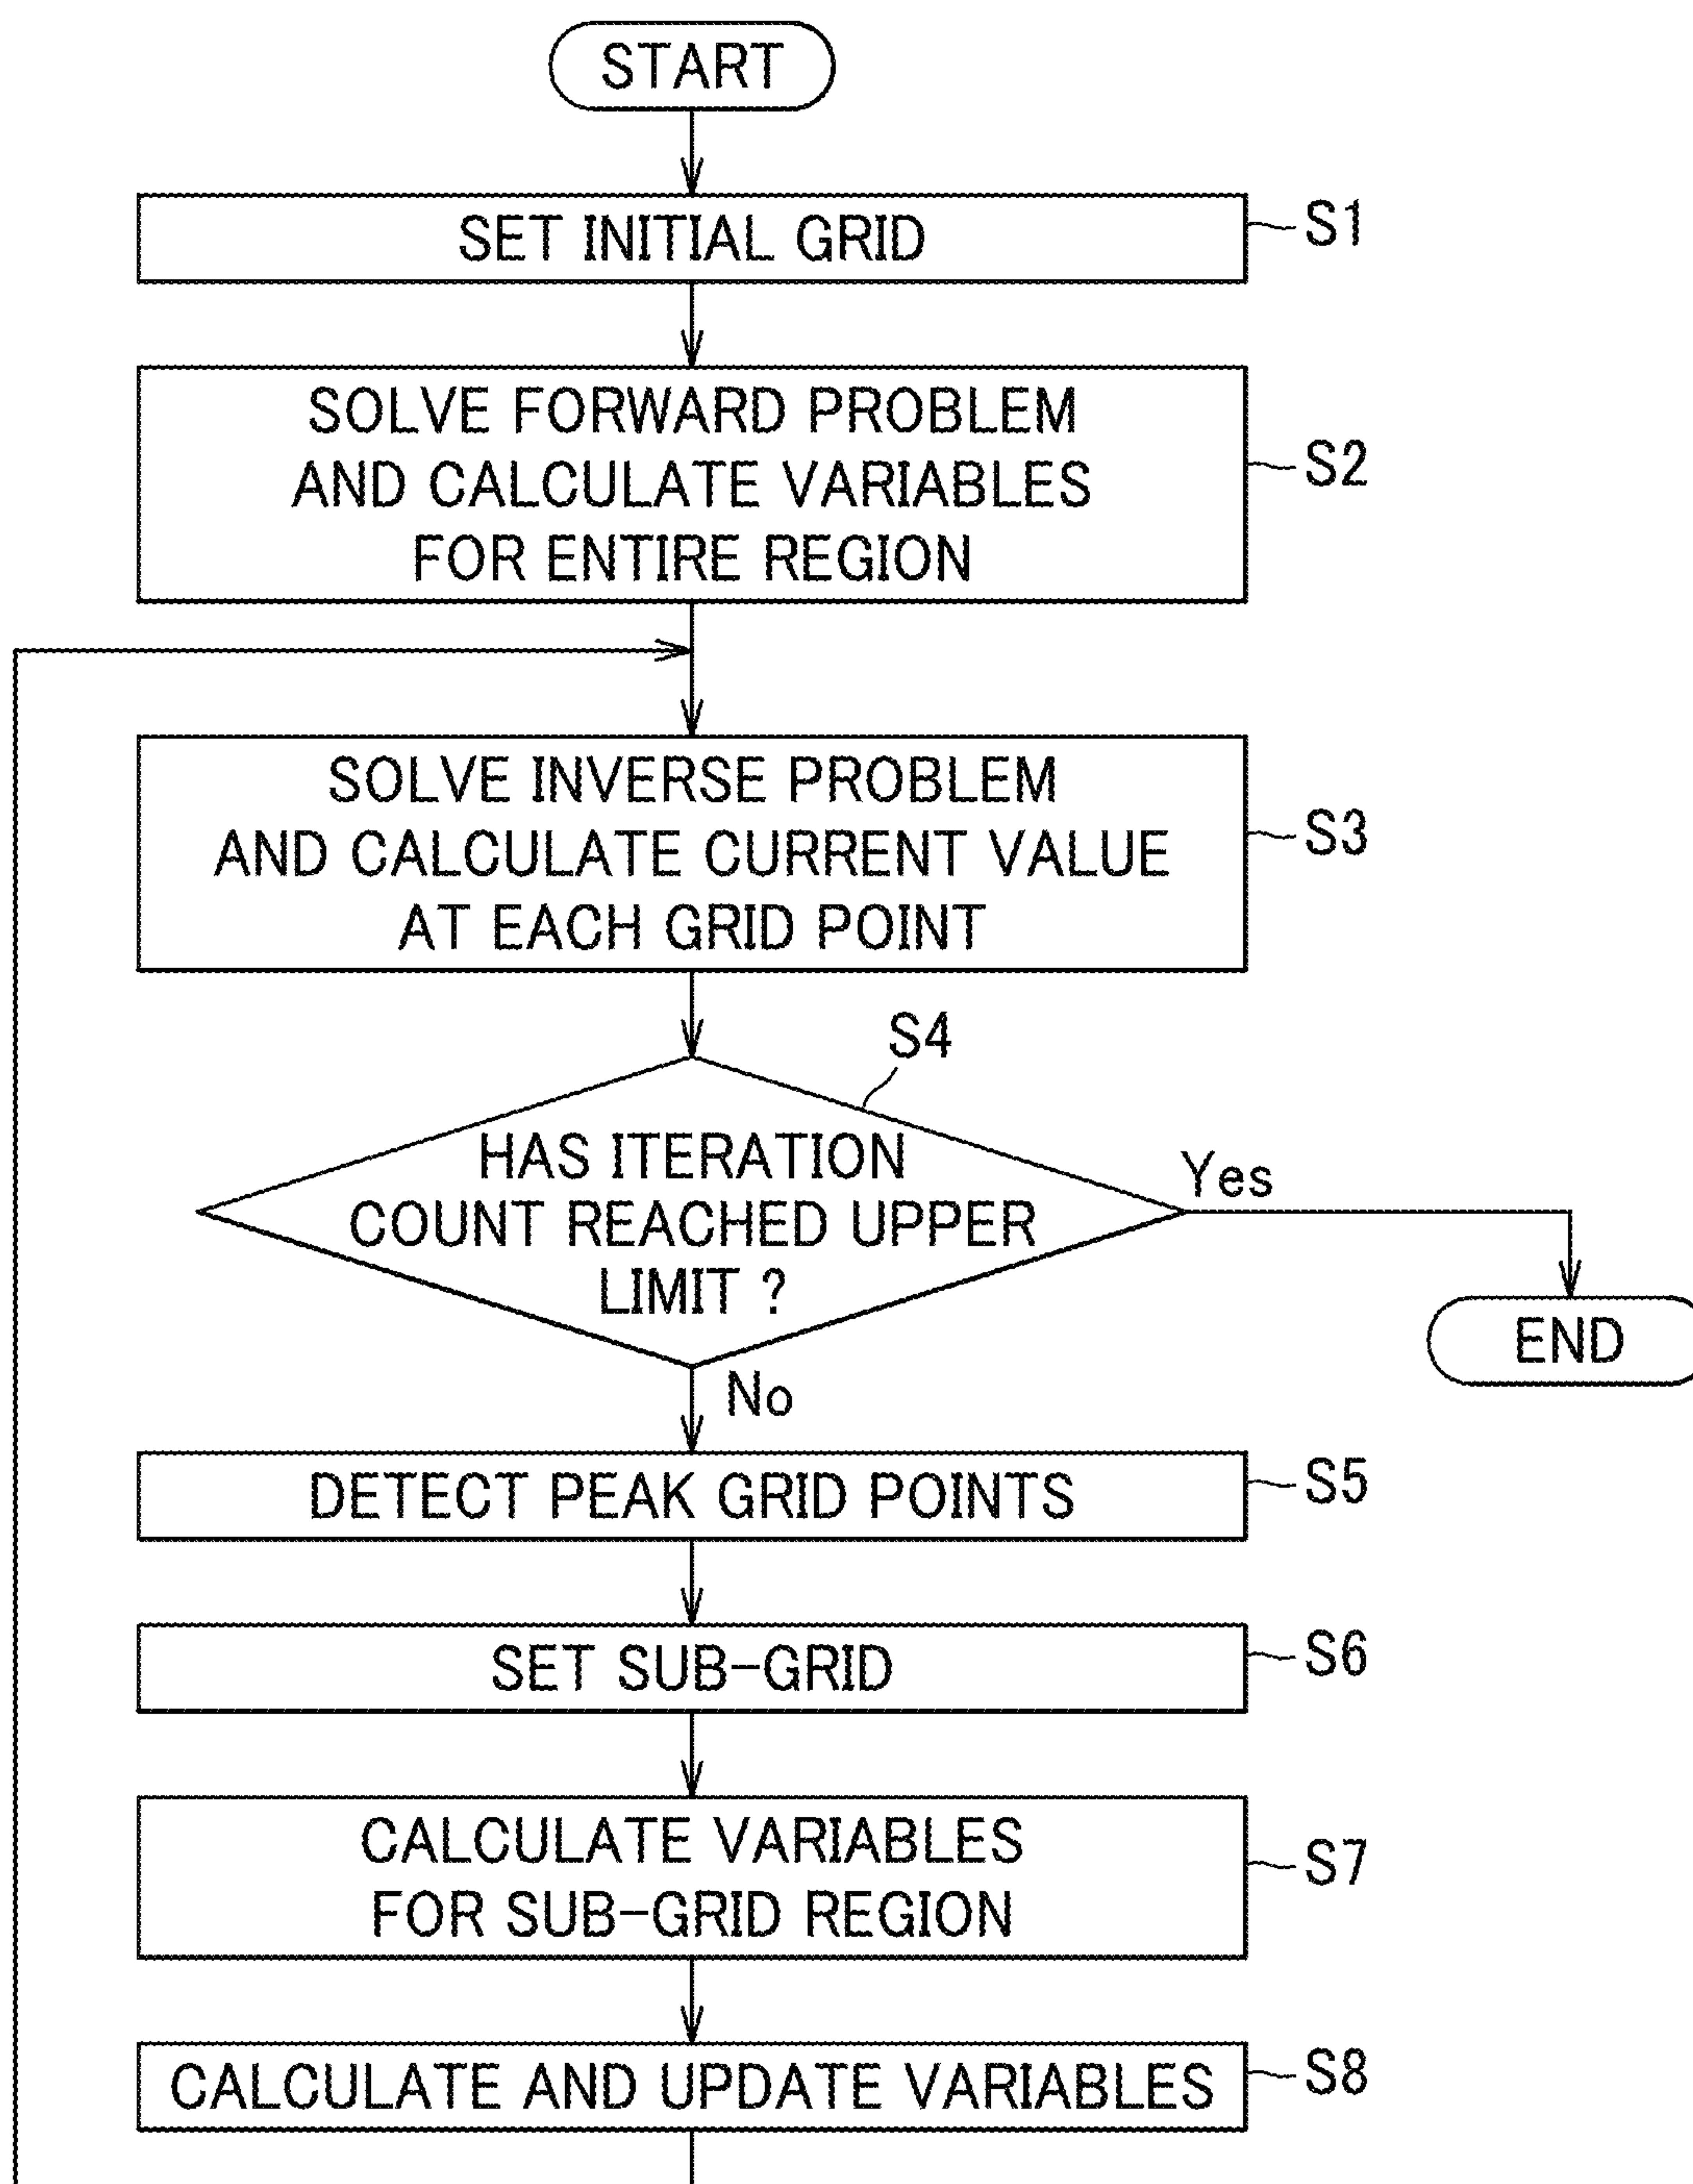 START
SET INITIAL GRID
S1
SOLVE FORWARD PROBLEM
AND CALCULATE VARIABLES
FOR ENTIRE REGION
S2
SOLVE INVERSE PROBLEM
AND CALCULATE CURRENT VALUE
AT EACH GRID POINT
S3
S4
HAS ITERATION
COUNT REACHED UPPER
LIMIT ?
Yes
END
No
DETECT PEAK GRID POINTS
S5
SET SUB-GRID
S6
CALCULATE VARIABLES
FOR SUB-GRID REGION
S7
CALCULATE AND UPDATE VARIABLES
S8